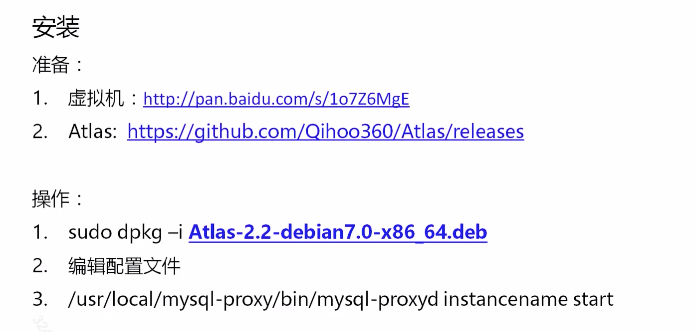 安装
准备：
1. 虚拟机：http://pan.baidu.com/s/1o7Z6MgE
2. Atlas: https://github.com/Qihoo360/Atlas/releases
操作：
1. sudo dpkg –i Atlas-2.2-debian7.0-x86_64.deb
2. 编辑配置文件
3. /usr/local/mysql-proxy/bin/mysql-proxyd instancename start